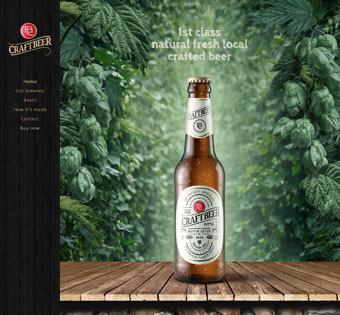 CRAFTBEER
Home
Our brewery
Beers
How it's made
Contact
Buy now
1st class
natural fresh local
crafted beer
CRAFTBEER
CRAFTBEER